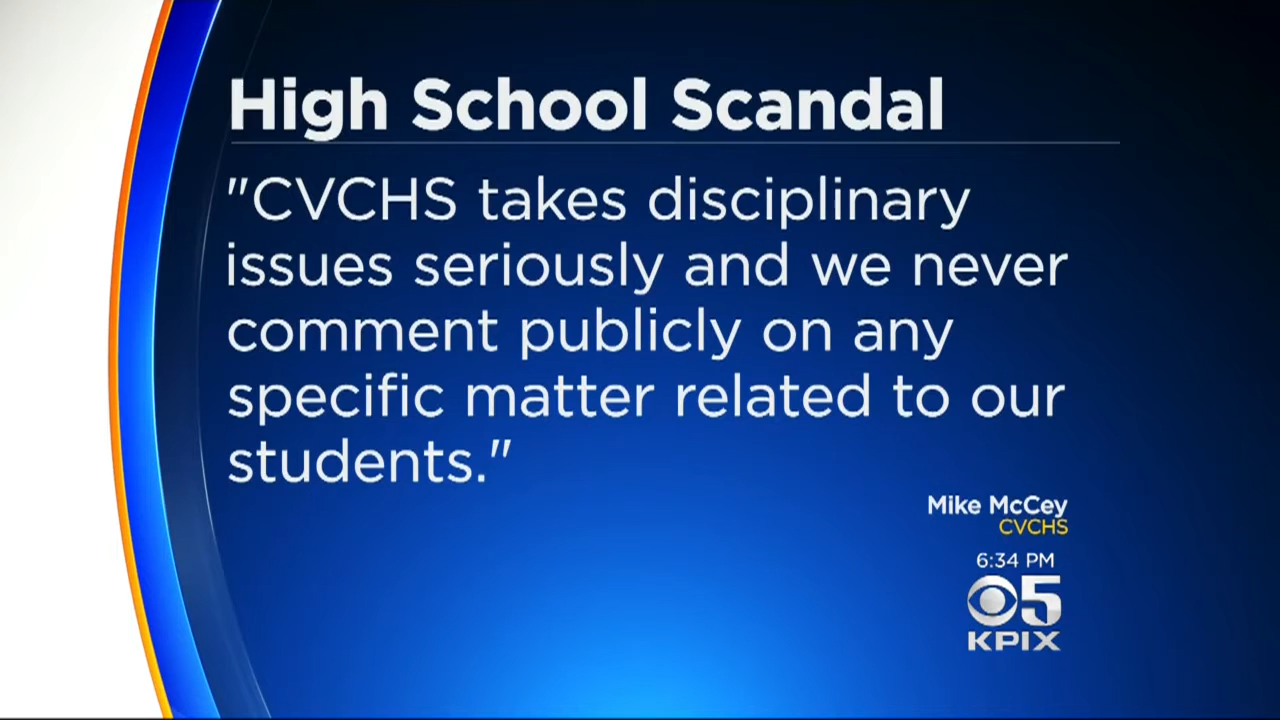 High School Scandal
"CVCHS takes disciplinary
issues seriously and we never
comment publicly on any
specific matter related to our
students."
Mike McCey
CVCHS
6:34 PM
5
KPIX